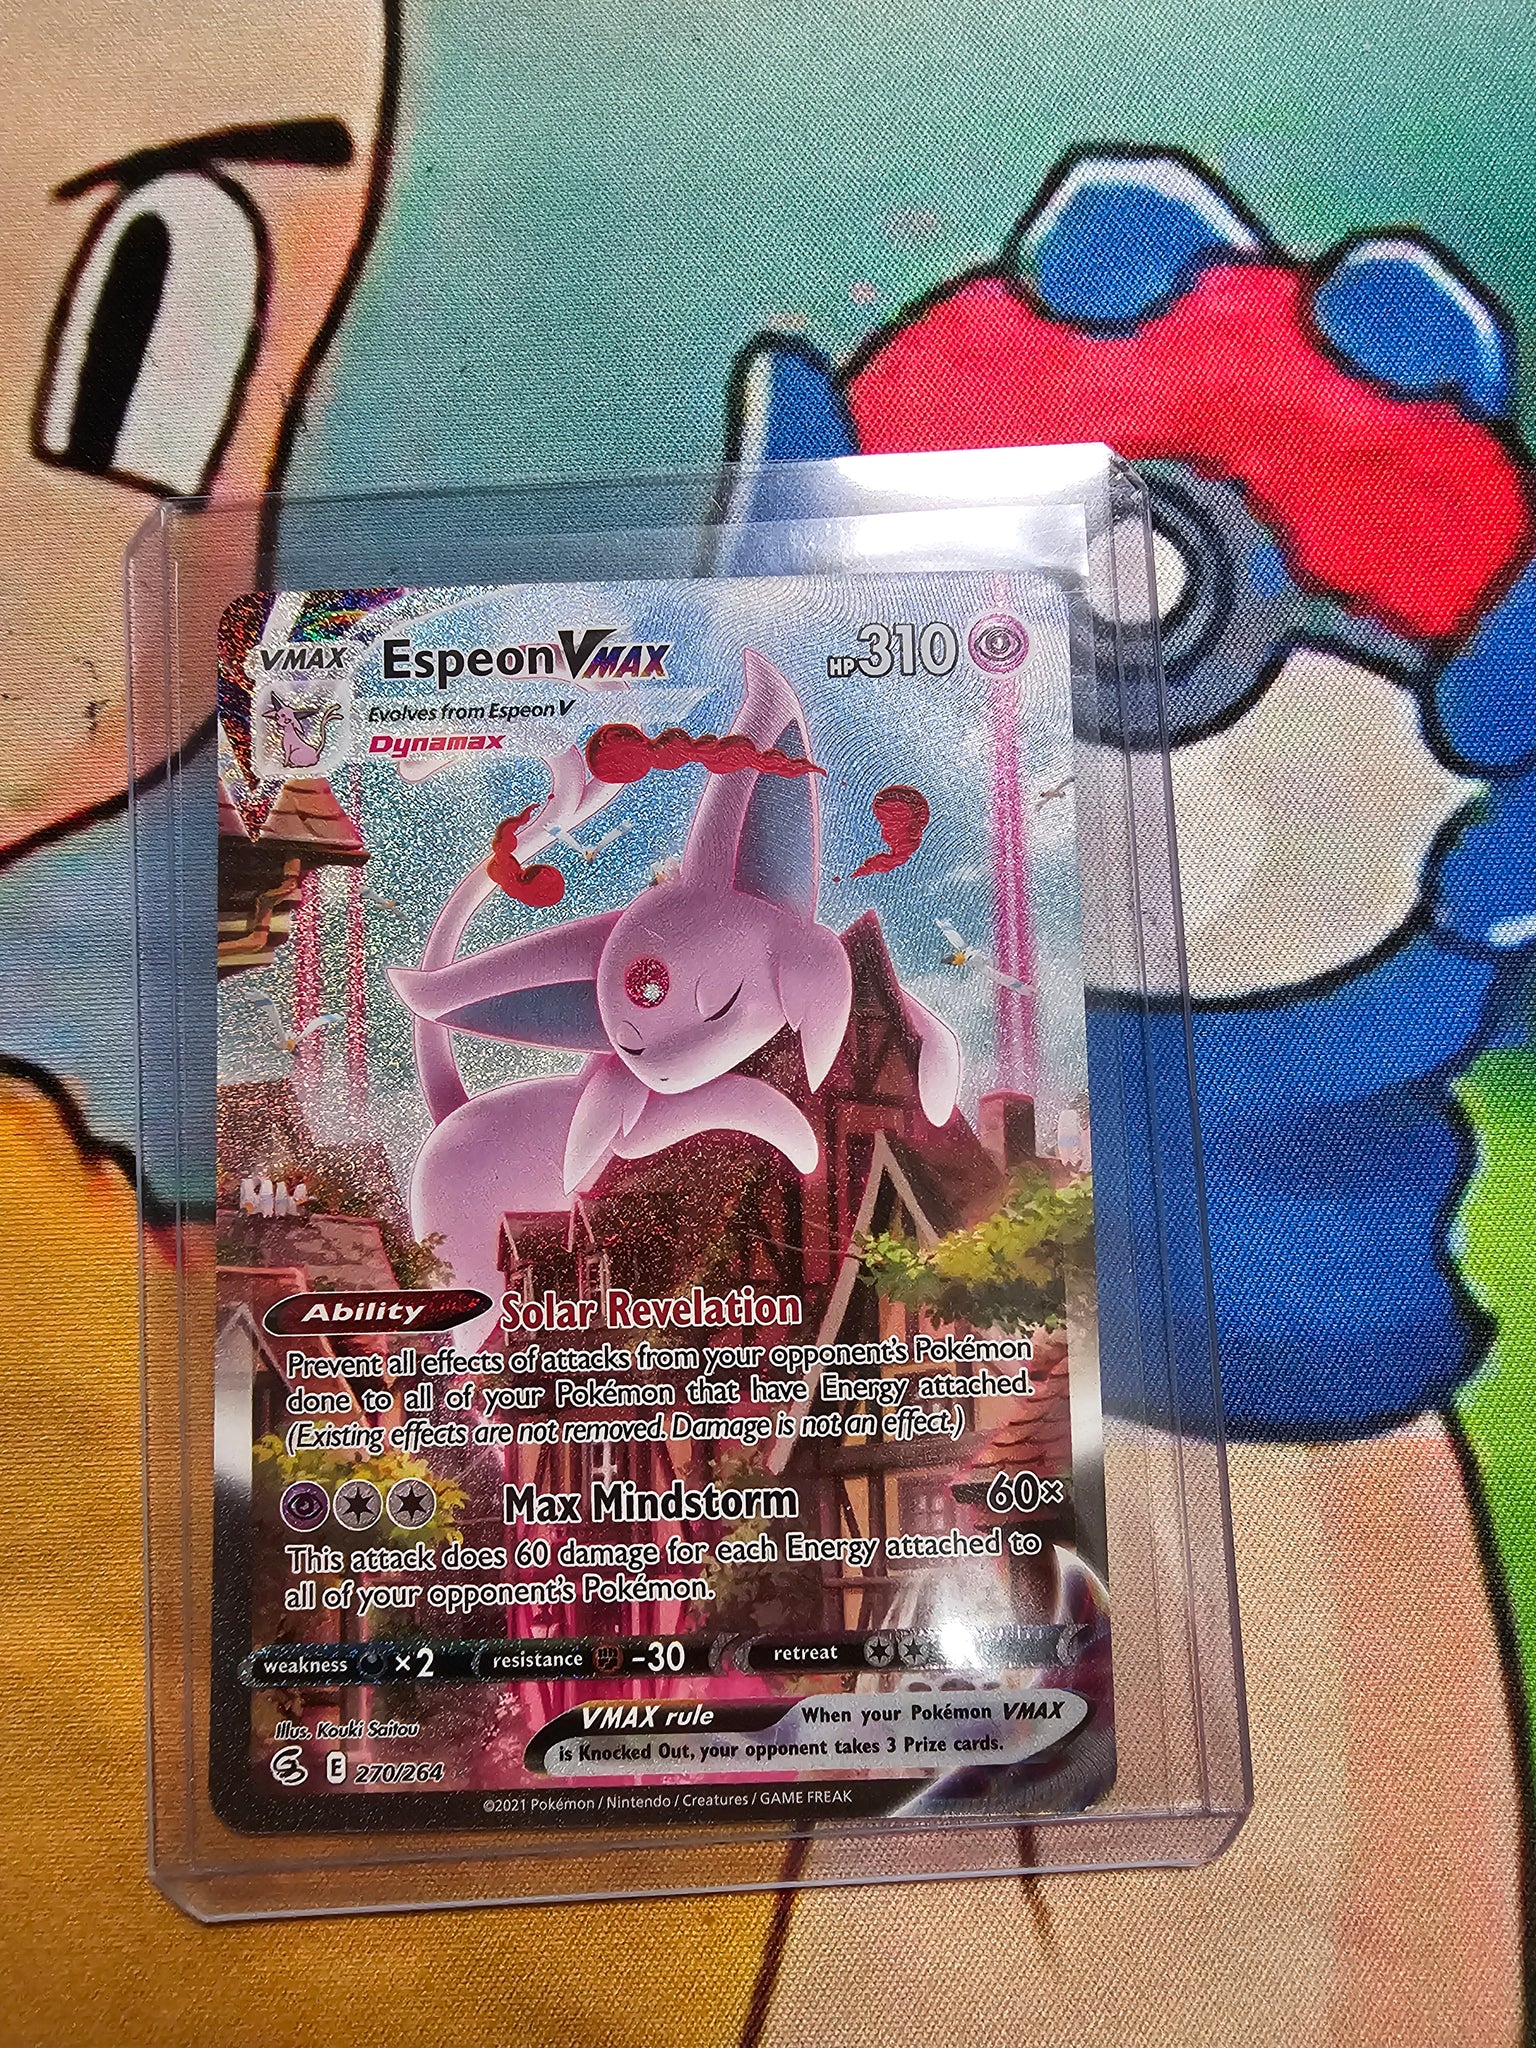 VMAX
Espeon VMAX
HP 310
Evolves from Espeon V
Dynamax
Ability Solar Revelation
Prevent all effects of attacks from your opponent's Pokémon
done to all of your Pokémon that have Energy attached.
(Existing effects are not removed. Damage is not an effect.)
Max Mindstorm 60×
This attack does 60 damage for each Energy attached to
all of your opponent's Pokémon.
weakness ×2 resistance -30 retreat
Illus. Kouki Saitou
VMAX rule When your Pokémon VMAX
is Knocked Out, your opponent takes 3 Prize cards.
E 270/264
©2021 Pokémon / Nintendo / Creatures / GAME FREAK